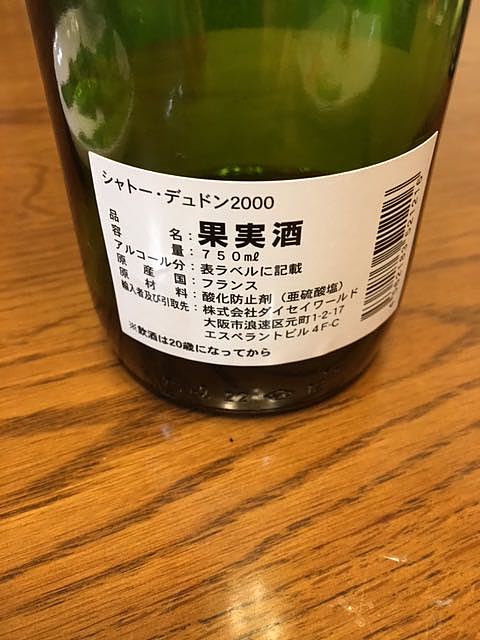 シャトー・デュドン2000
品名：果実酒
容量：750mℓ
アルコール分：表ラベルに記載
原産国：フランス
原材料：酸化防止剤（亜硫酸塩）
輸入者及び引取先：株式会社ダイセイワールド
大阪市浪速区元町1-2-17
エスペラントビル4F-C
※飲酒は20歳になってから